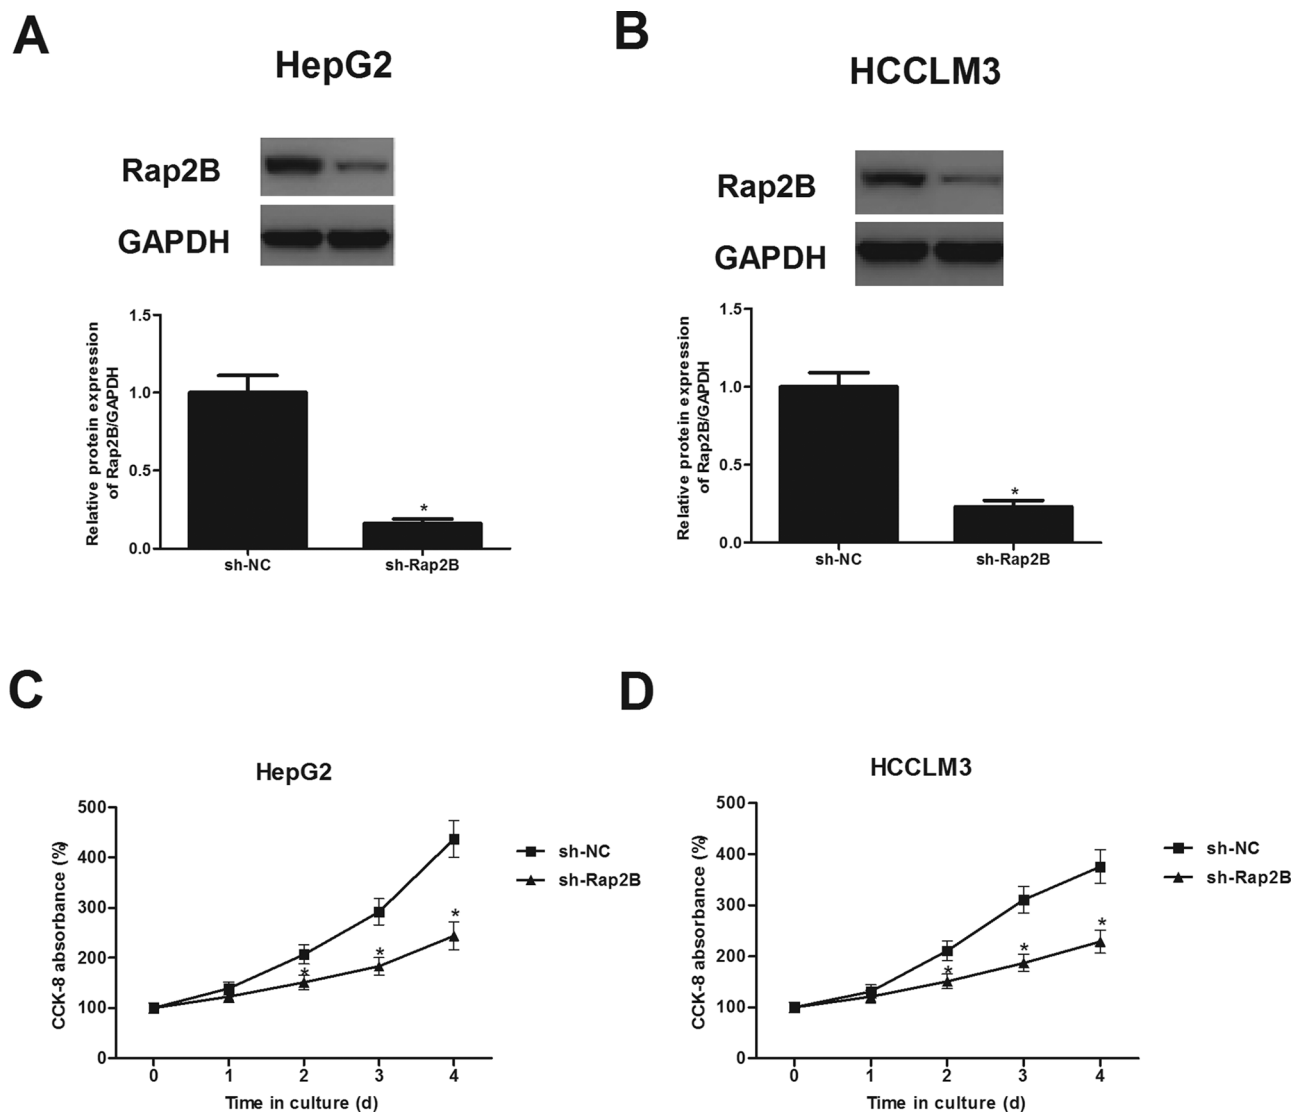 A
HepG2
Rap2B
GAPDH
Relative protein expression
of Rap2B/GAPDH
1.5
1.0
0.5
0.0
*
sh-NC
sh-Rap2B
B
HCCLM3
Rap2B
GAPDH
Relative protein expression
of Rap2B/GAPDH
1.5
1.0
0.5
0.0
*
sh-NC
sh-Rap2B
C
HepG2
CCK-8 absorbance (%)
500
400
300
200
100
0
*
*
*
sh-NC
sh-Rap2B
0
1
2
3
4
Time in culture (d)
D
HCCLM3
CCK-8 absorbance (%)
500
400
300
200
100
0
*
*
*
sh-NC
sh-Rap2B
0
1
2
3
4
Time in culture (d)